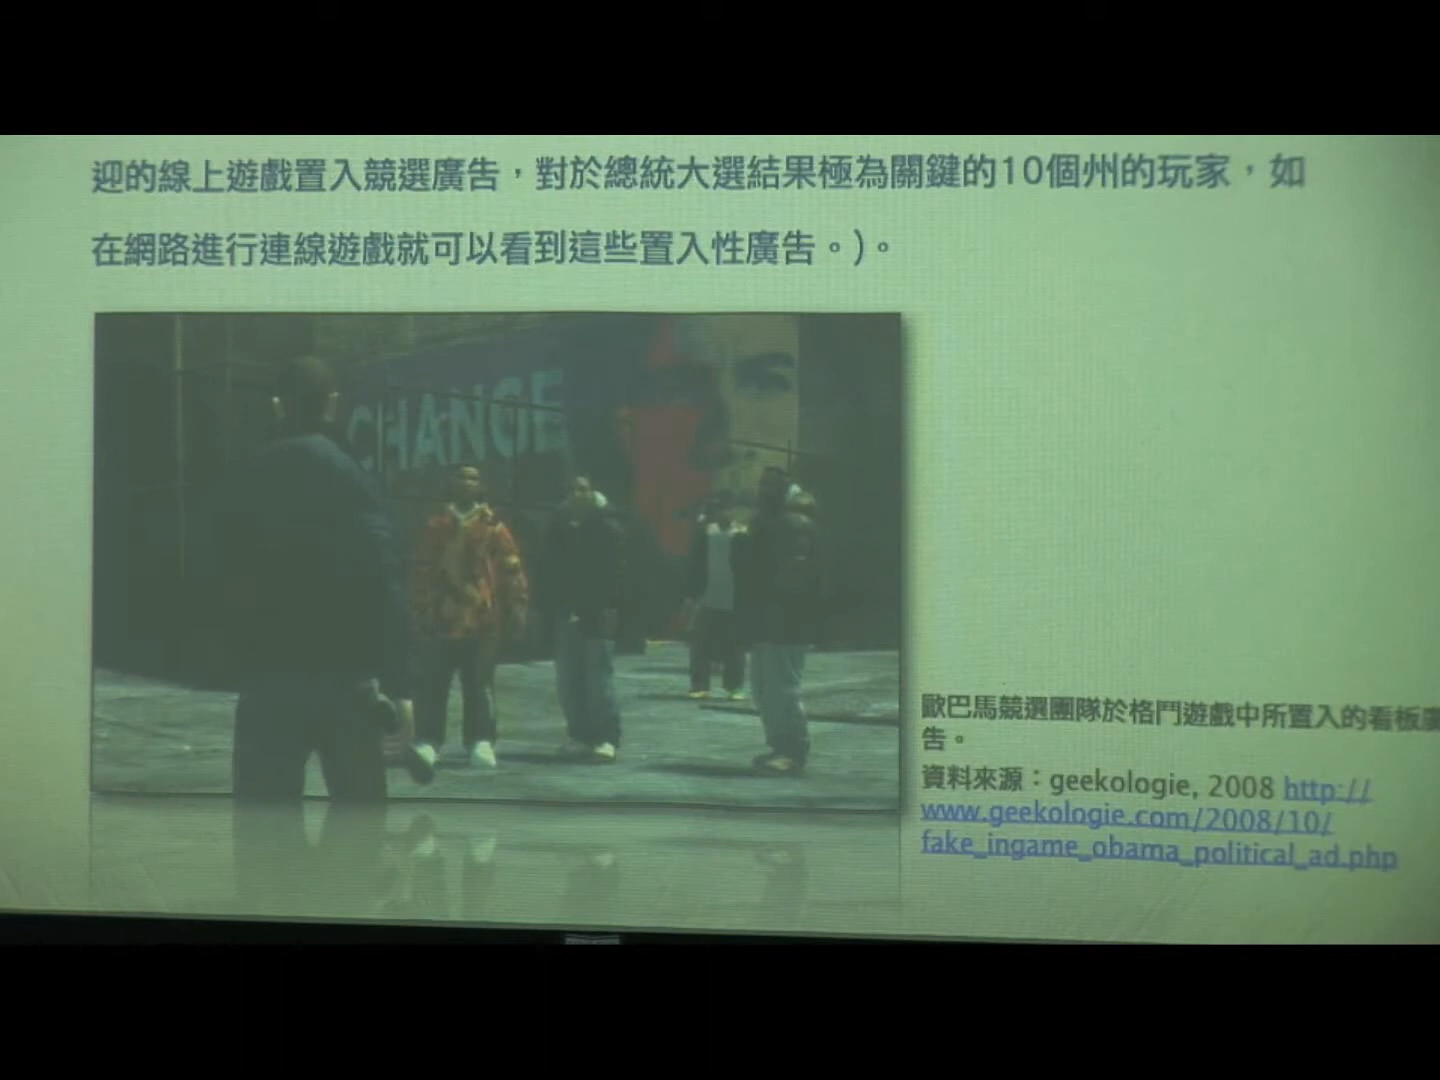 迎的線上遊戲置入競選廣告，對於總統大選結果極為關鍵的10個州的玩家，如
在網路進行連線遊戲就可以看到這些置入性廣告。)。
CHANGE
歐巴馬競選團隊於格鬥遊戲中所置入的看板廣
告。
資料來源：geekologie, 2008 http://
www.geekologie.com/2008/10/
fake_ingame_obama_political_ad.php